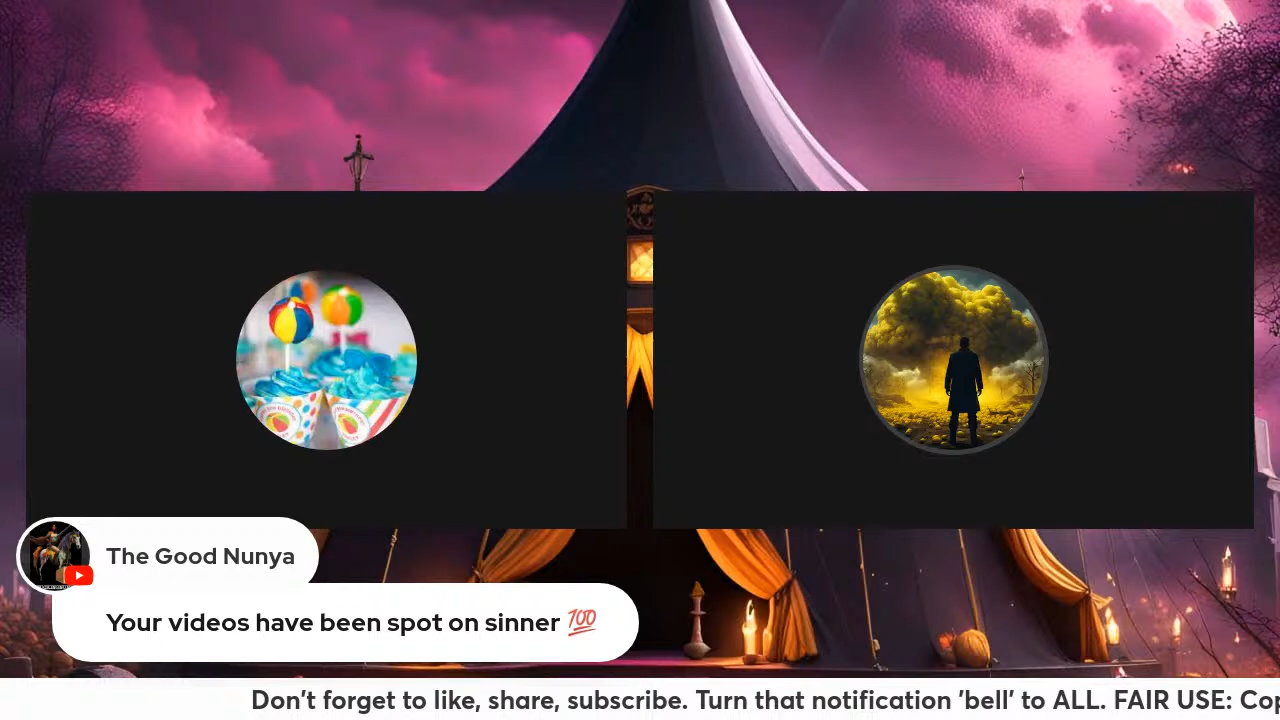 The Good Nunya
Your videos have been spot on sinner 💯
Don't forget to like, share, subscribe. Turn that notification 'bell' to ALL. FAIR USE: Cop